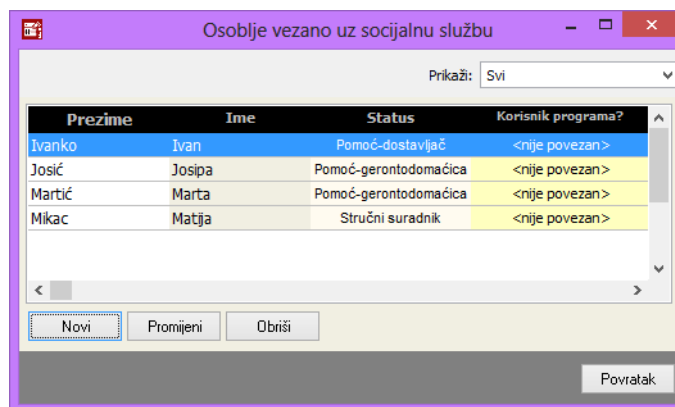 Osoblje vezano uz socijalnu službu
Prikaži: Svi
Prezime Ime Status Korisnik programa?
Ivanko Ivan Pomoć-dostavljač <nije povezan>
Josić Josipa Pomoć-gerontodomaćica <nije povezan>
Martić Marta Pomoć-gerontodomaćica <nije povezan>
Mikac Matija Stručni suradnik <nije povezan>
Novi Promijeni Obriši
Povratak